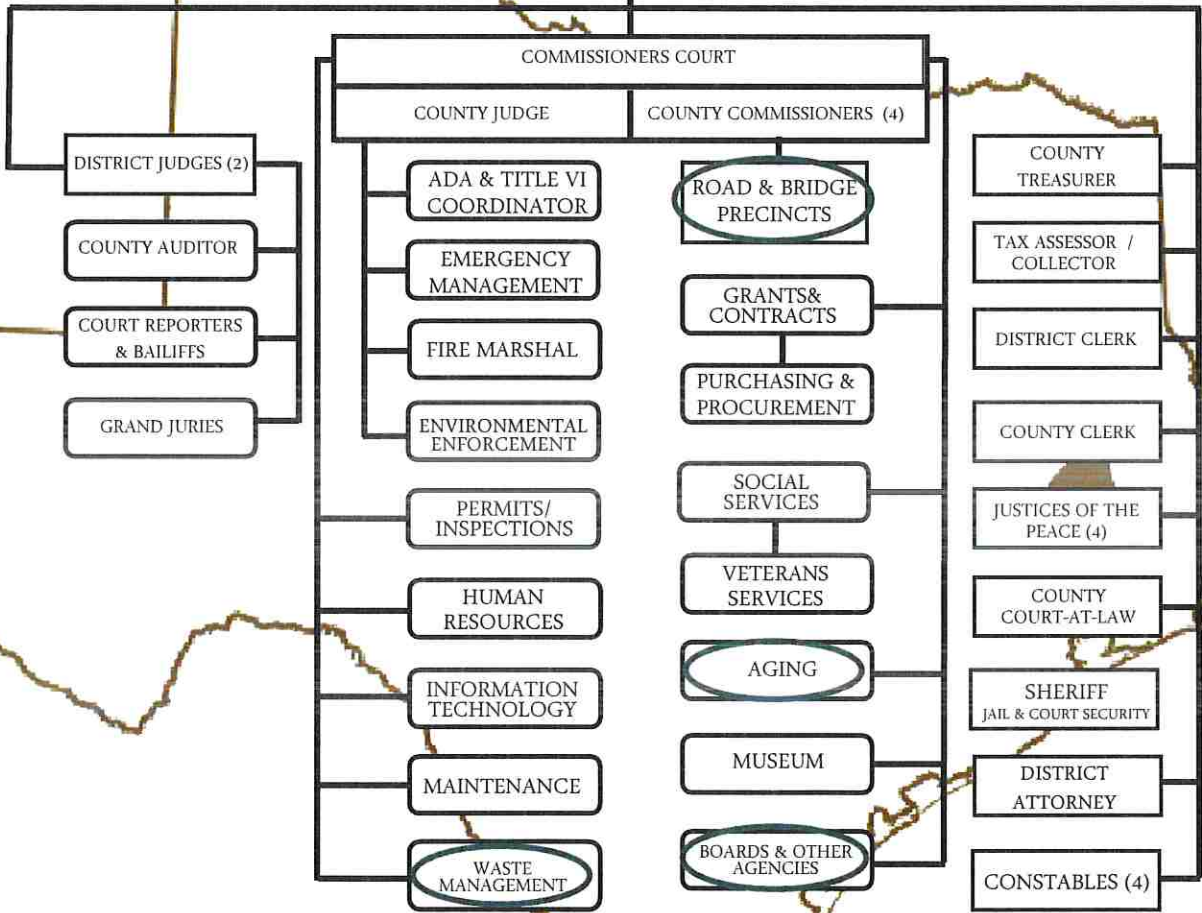 COMMISSIONERS COURT
COUNTY JUDGE
COUNTY COMMISSIONERS (4)
DISTRICT JUDGES (2)
COUNTY AUDITOR
COURT REPORTERS
& BAILIFFS
GRAND JURIES
ADA & TITLE VI
COORDINATOR
EMERGENCY
MANAGEMENT
FIRE MARSHAL
ENVIRONMENTAL
ENFORCEMENT
PERMITS/
INSPECTIONS
HUMAN
RESOURCES
INFORMATION
TECHNOLOGY
MAINTENANCE
WASTE
MANAGEMENT
ROAD & BRIDGE
PRECINCTS
GRANTS&
CONTRACTS
PURCHASING &
PROCUREMENT
SOCIAL
SERVICES
VETERANS
SERVICES
AGING
MUSEUM
BOARDS & OTHER
AGENCIES
COUNTY
TREASURER
TAX ASSESSOR /
COLLECTOR
DISTRICT CLERK
COUNTY CLERK
JUSTICES OF THE
PEACE (4)
COUNTY
COURT-AT-LAW
SHERIFF
JAIL & COURT SECURITY
DISTRICT
ATTORNEY
CONSTABLES (4)